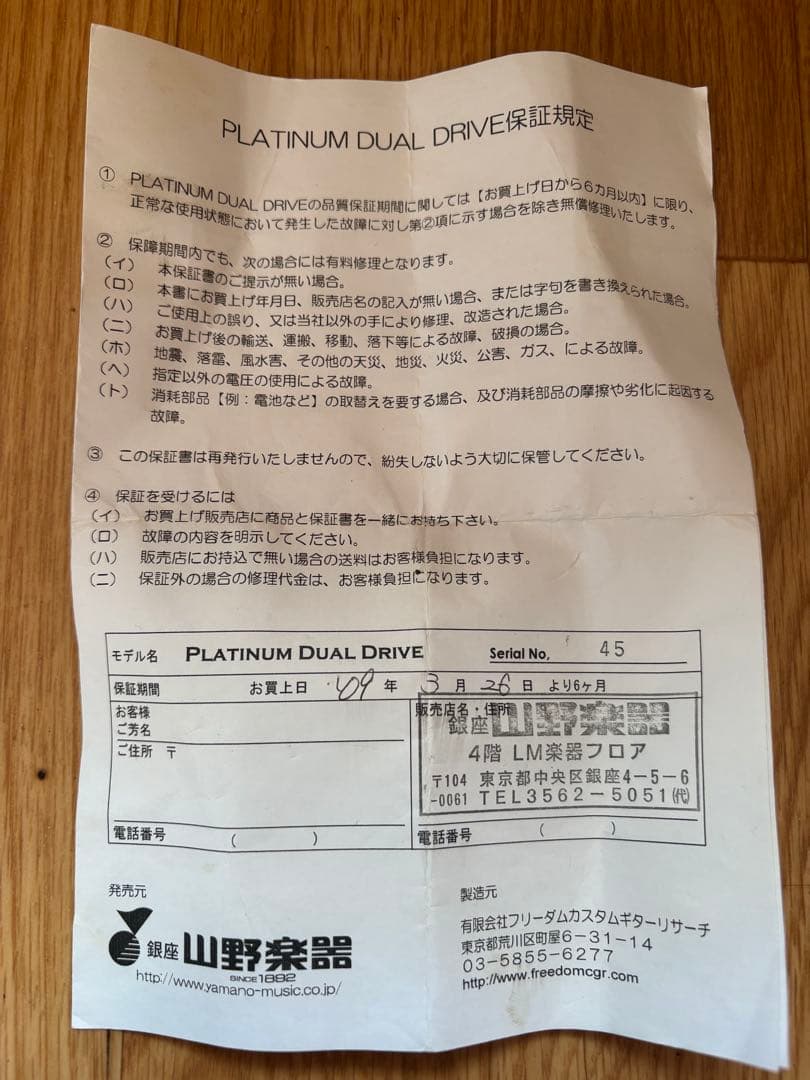 PLATINUM DUAL DRIVE保証規定
① PLATINUM DUAL DRIVEの品質保証期間に関しては【お買上げ日から6カ月以内】に限り、
正常な使用状態において発生した故障に対し第②項に示す場合を除き無償修理いたします。
② 保障期間内でも、次の場合には有料修理となります。
(イ) 本保証書のご提示が無い場合。
(ロ) 本書にお買上げ年月日、販売店名の記入が無い場合、または字句を書き換えられた場合。
(ハ) ご使用上の誤り、又は当社以外の手により修理、改造された場合。
(ニ) お買上げ後の輸送、運搬、移動、落下等による故障、破損の場合。
(ホ) 地震、落雷、風水害、その他の天災、地災、火災、公害、ガス、による故障。
(ヘ) 指定以外の電圧の使用による故障。
(ト) 消耗部品【例：電池など】の取替えを要する場合、及び消耗部品の摩擦や劣化に起因する
故障。
③ この保証書は再発行いたしませんので、紛失しないよう大切に保管してください。
④ 保証を受けるには
(イ) お買上げ販売店に商品と保証書を一緒にお持ち下さい。
(ロ) 故障の内容を明示してください。
(ハ) 販売店にお持込で無い場合の送料はお客様負担になります。
(ニ) 保証外の場合の修理代金は、お客様負担になります。
モデル名 PLATINUM DUAL DRIVE Serial No, 45
保証期間 お買上日 '09 年 3 月 26 日 より6ヶ月
お客様
ご芳名
ご住所 〒
電話番号 ( )
販売店名・住所
銀座 山野楽器
4階 LM楽器フロア
〒104-0061 東京都中央区銀座4-5-6
TEL3562-5051(代)
電話番号 ( )
発売元
銀座 山野楽器
SINCE 1892
http://www.yamano-music.co.jp/
製造元
有限会社フリーダムカスタムギターリサーチ
東京都荒川区町屋6-31-14
03-5855-6277
http://www.freedomcgr.com